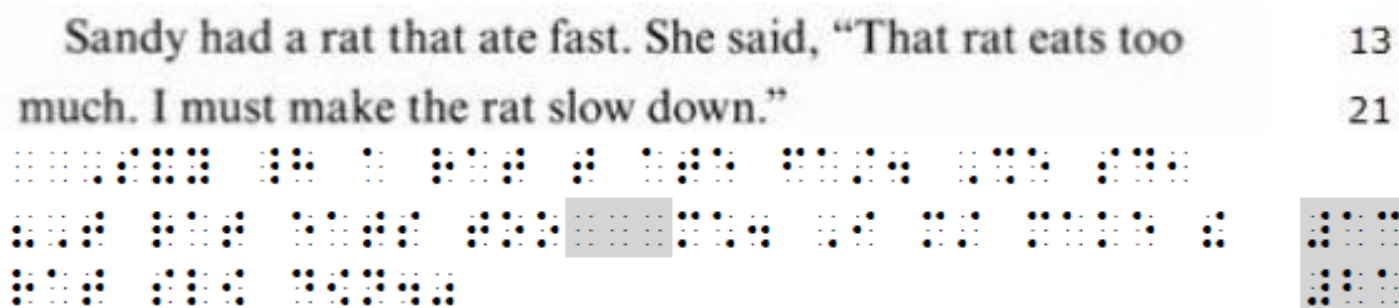 Sandy had a rat that ate fast. She said, “That rat eats too 13
much. I must make the rat slow down.” 21
⠀⠀⠠⠎⠯⠽⠀⠸⠓⠀⠁⠀⠗⠁⠞⠀⠞⠀⠁⠞⠑⠀⠋⠁⠌⠲⠀⠠⠩⠑⠀⠎⠙⠂
⠦⠠⠞⠀⠗⠁⠞⠀⠑⠁⠞⠎⠀⠞⠕⠕⠀⠀⠀⠍⠡⠲⠀⠠⠊⠀⠍⠌⠀⠍⠁⠅⠑⠀⠮⠀⠀⠼⠁⠉
⠗⠁⠞⠀⠎⠇⠪⠀⠙⠪⠝⠲⠴⠀⠀⠼⠃⠁